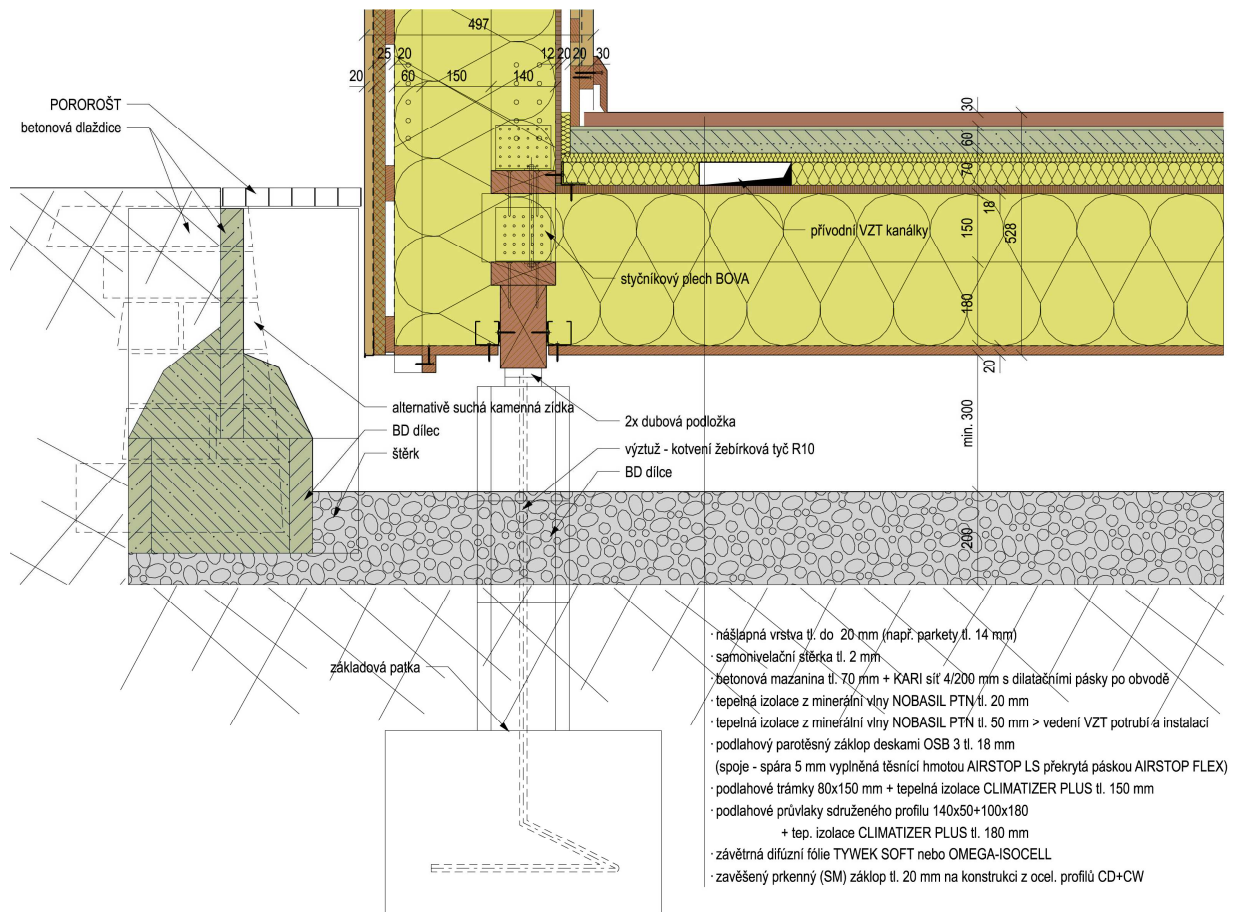 497
25 20
12 20 20 30
20
60
150
140
POROROŠT
betonová dlaždice
30
60
70
18
150
528
180
20
min. 300
200
přívodní VZT kanálky
styčníkový plech BOVA
alternativně suchá kamenná zídka
BD dílec
štěrk
2x dubová podložka
výztuž - kotvení žebírková tyč R10
BD dílce
základová patka
· nášlapná vrstva tl. do 20 mm (např. parkety tl. 14 mm)
· samonivelační stěrka tl. 2 mm
· betonová mazanina tl. 70 mm + KARI síť 4/200 mm s dilatačními pásky po obvodě
· tepelná izolace z minerální vlny NOBASIL PTN tl. 20 mm
· tepelná izolace z minerální vlny NOBASIL PTN tl. 50 mm > vedení VZT potrubí a instalací
· podlahový parotěsný záklop deskami OSB 3 tl. 18 mm
(spoje - spára 5 mm vyplněná těsnící hmotou AIRSTOP LS překrytá páskou AIRSTOP FLEX)
· podlahové trámky 80x150 mm + tepelná izolace CLIMATIZER PLUS tl. 150 mm
· podlahové průvlaky sdruženého profilu 140x50+100x180
+ tep. izolace CLIMATIZER PLUS tl. 180 mm
· závětrná difúzní fólie TYWEK SOFT nebo OMEGA-ISOCELL
· zavěšený prkenný (SM) záklop tl. 20 mm na konstrukci z ocel. profilů CD+CW